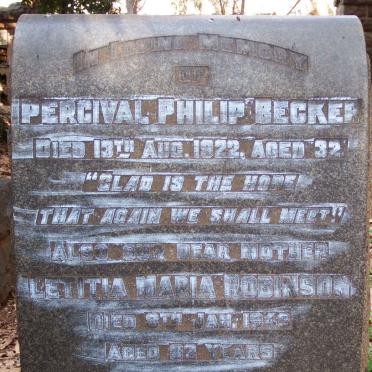 IN LOVING MEMORY
OF
PERCIVAL PHILIP BECKER
DIED 13TH AUG. 1922, AGED 32
"GLAD IS THE HOPE
THAT AGAIN WE SHALL MEET"
ALSO DEAR MOTHER
LETITIA MARIA ROBINSON
DIED 9TH JAN.
AGED YEARS